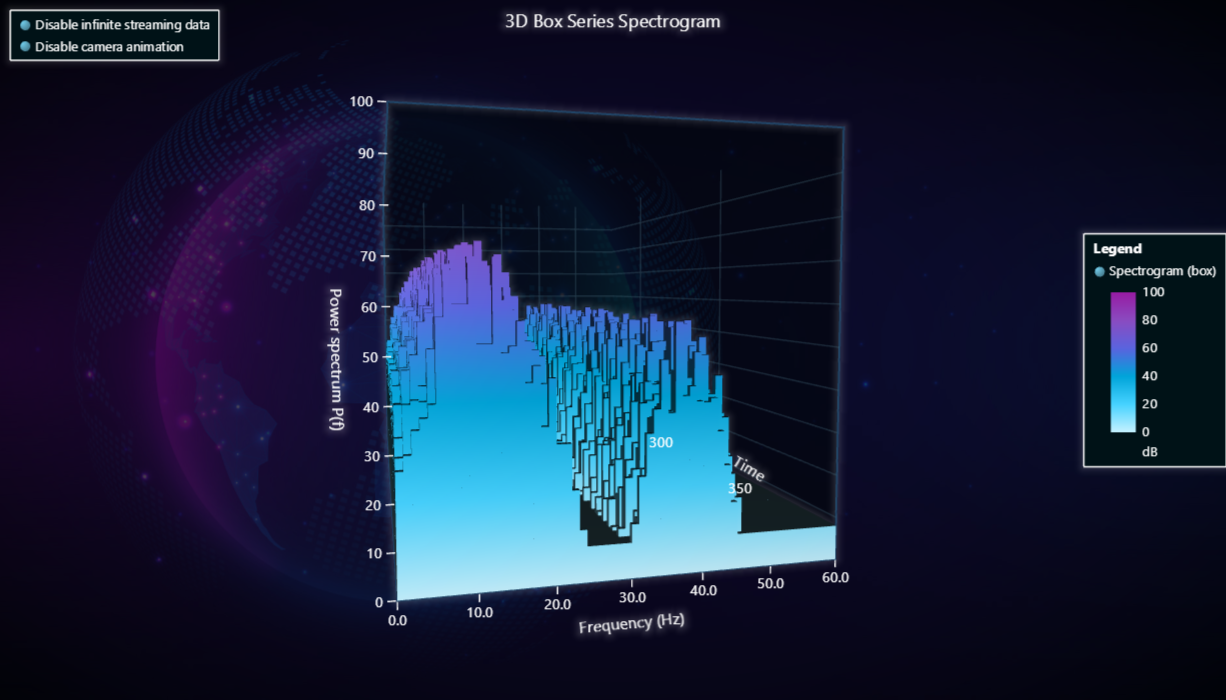 Disable infinite streaming data
Disable camera animation
3D Box Series Spectrogram
100
90
80
70
60
50
40
30
20
10
0
Power spectrum P(f)
0.0
10.0
20.0
30.0
40.0
50.0
60.0
Frequency (Hz)
300
350
Time
Legend
Spectrogram (box)
100
80
60
40
20
0
dB